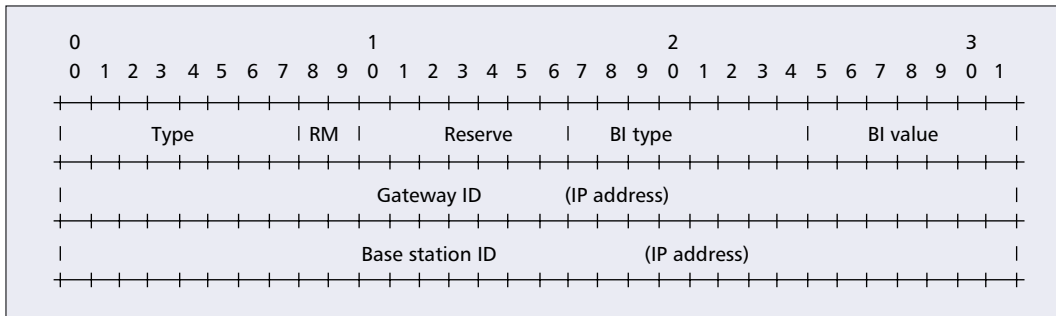 0 1 2 3
0 1 2 3 4 5 6 7 8 9 0 1 2 3 4 5 6 7 8 9 0 1 2 3 4 5 6 7 8 9 0 1
Type RM Reserve BI type BI value
Gateway ID (IP address)
Base station ID (IP address)